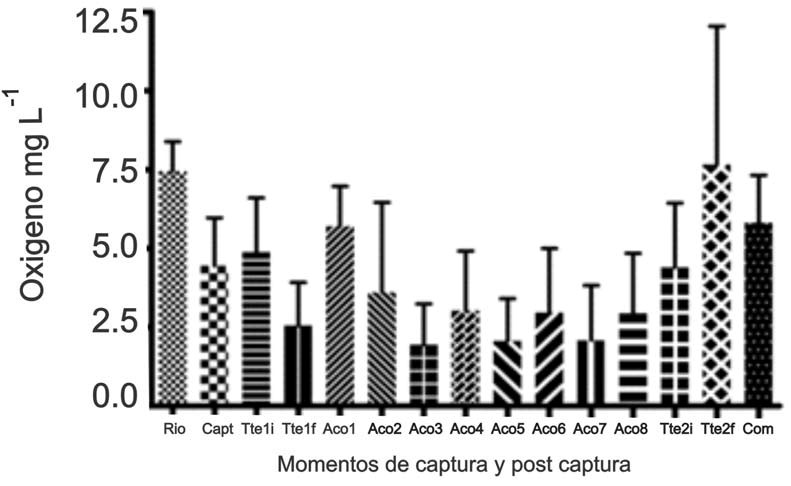 12.5
10.0
7.5
5.0
2.5
0.0
Oxigeno mg L⁻¹
Rio Capt Tte1i Tte1f Aco1 Aco2 Aco3 Aco4 Aco5 Aco6 Aco7 Aco8 Tte2i Tte2f Com
Momentos de captura y post captura